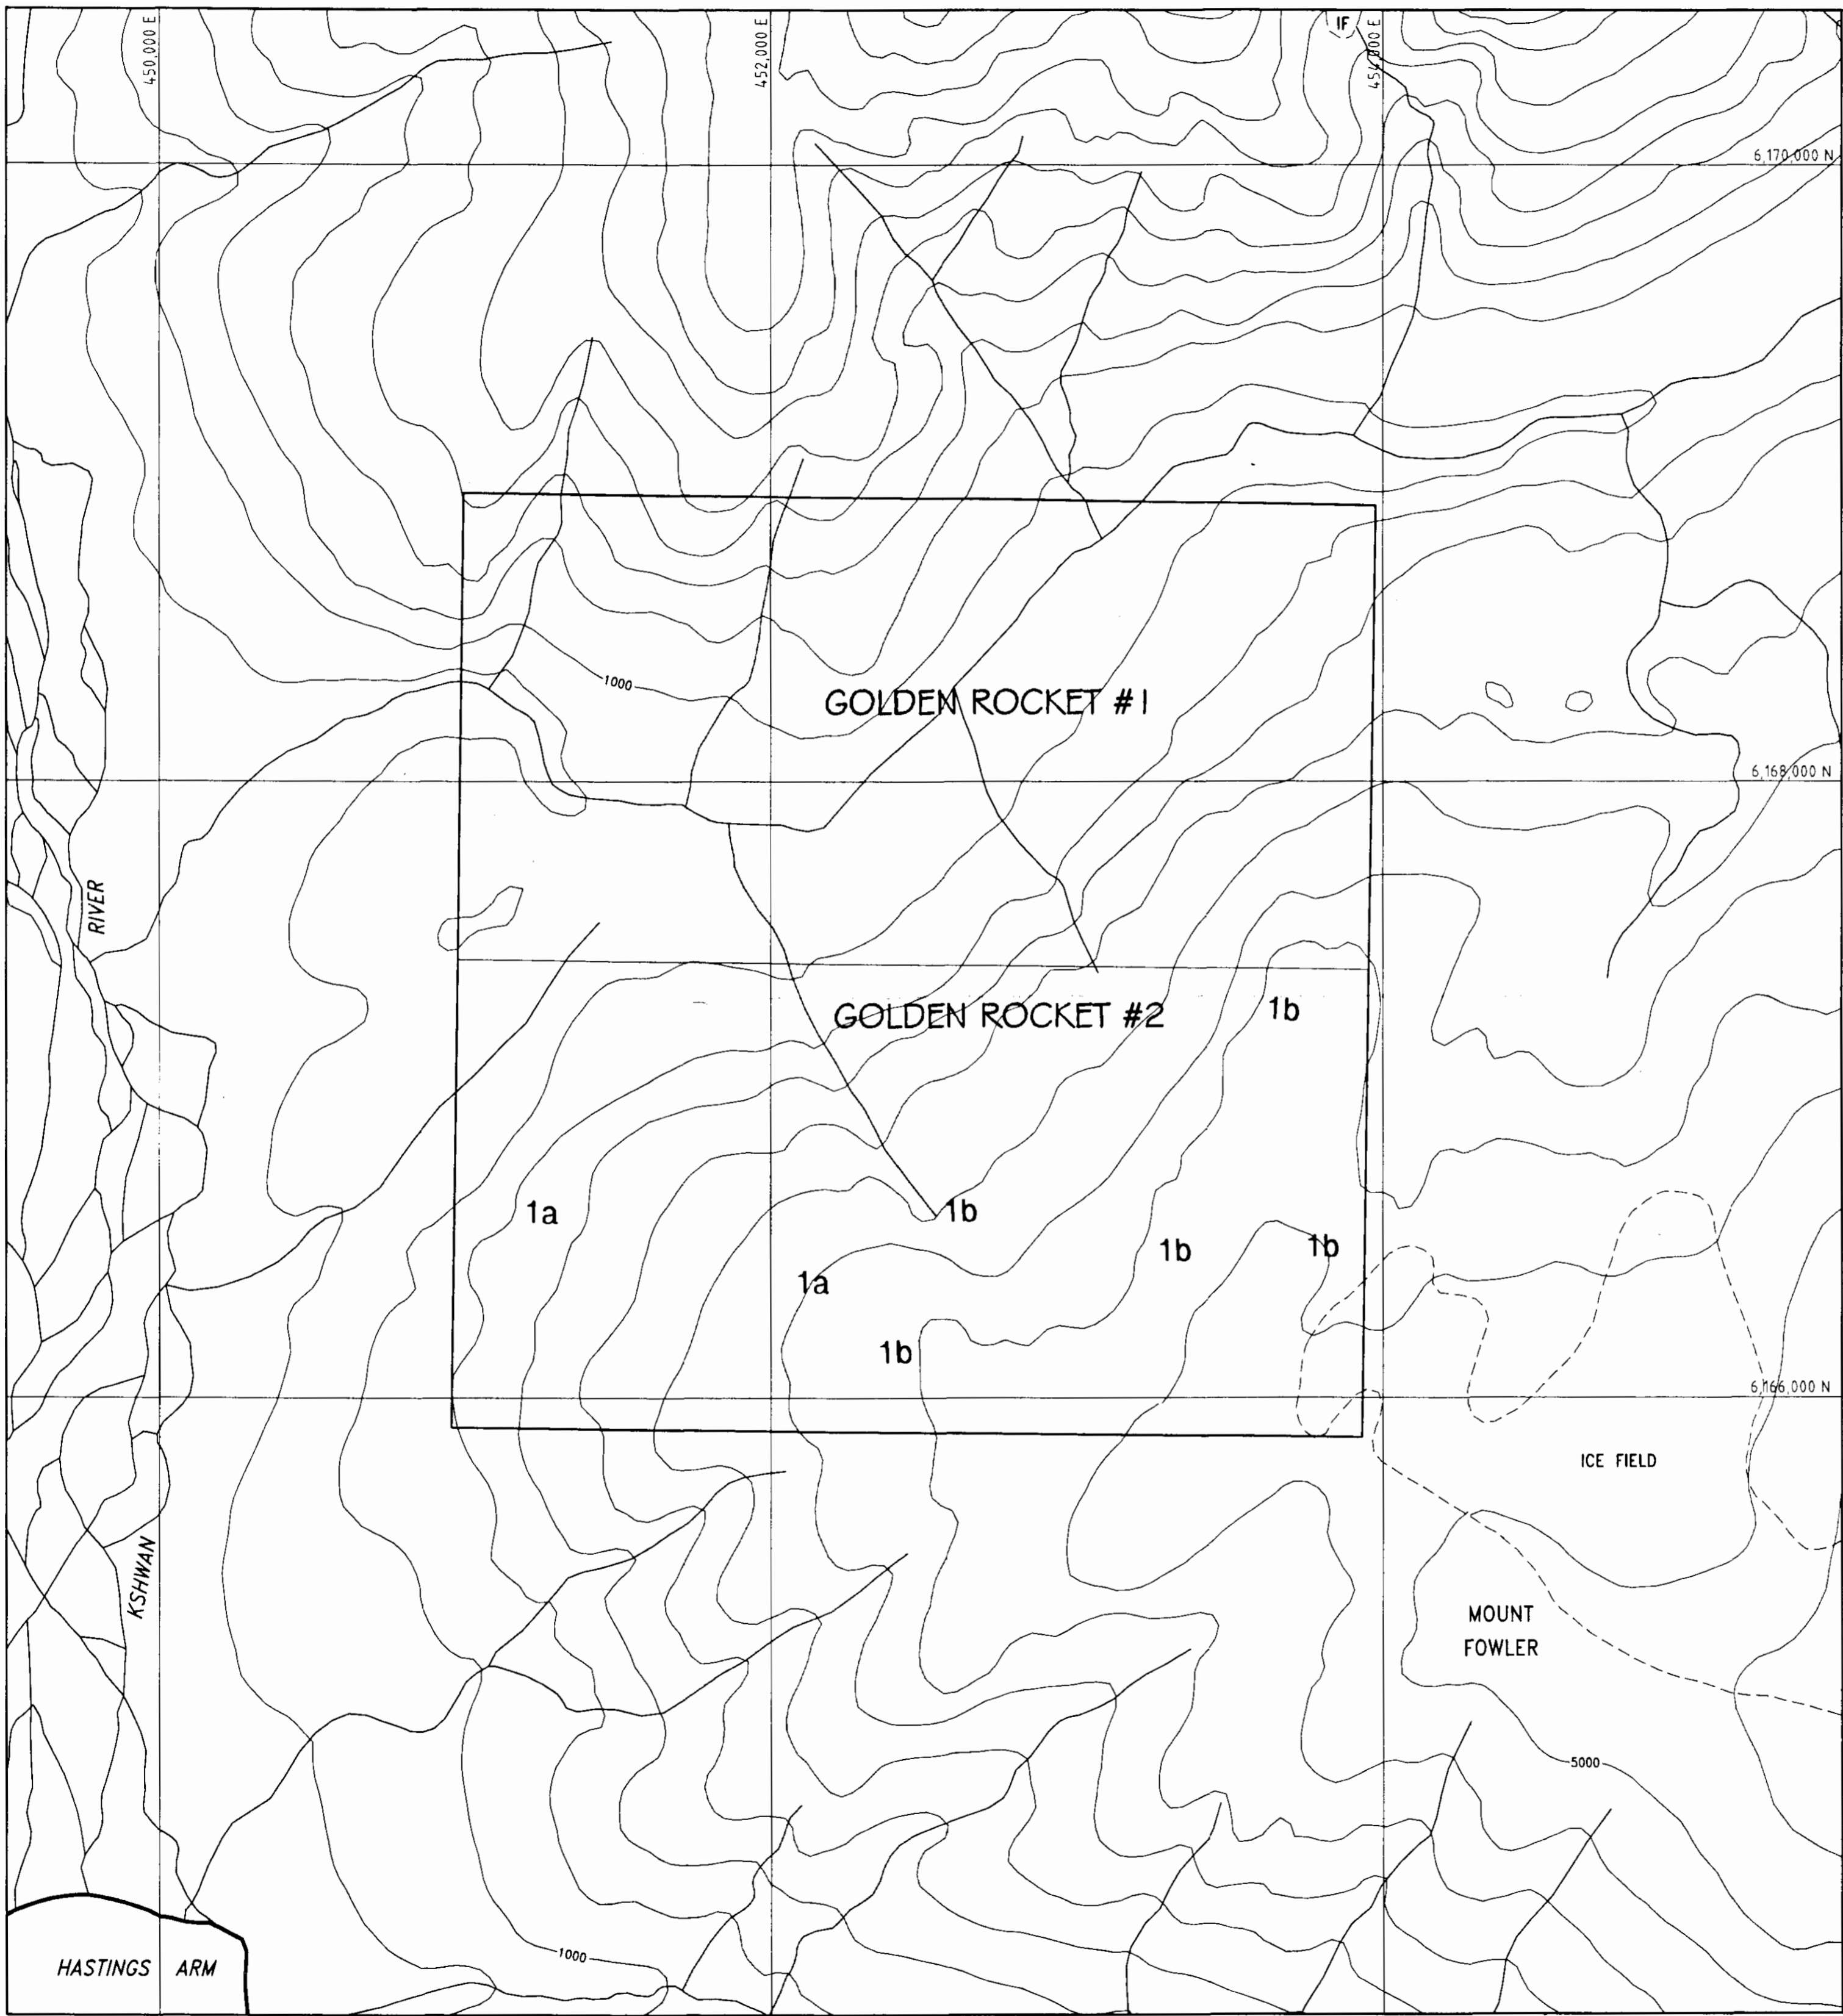 450,000 E
452,000 E
IF
454,000 E
6,170,000 N
1000
GOLDEN ROCKET #1
6,168,000 N
RIVER
GOLDEN ROCKET #2
1b
1a
1b
1b
1b
1a
1b
6,166,000 N
ICE FIELD
KSHWAN
MOUNT
FOWLER
5000
1000
HASTINGS ARM